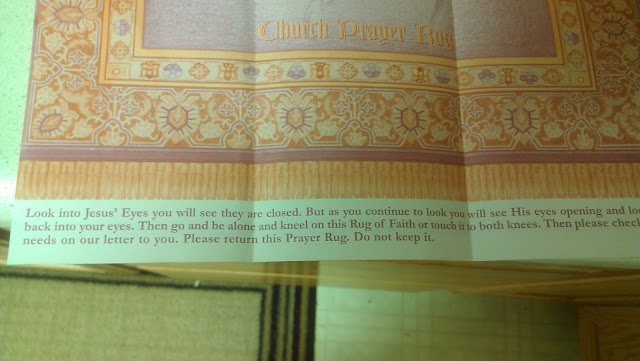 Church Prayer Rug
Look into Jesus' Eyes you will see they are closed. But as you continue to look you will see His eyes opening and
back into your eyes. Then go and be alone and kneel on this Rug of Faith or touch it to both knees. Then please check
needs on our letter to you. Please return this Prayer Rug. Do not keep it.